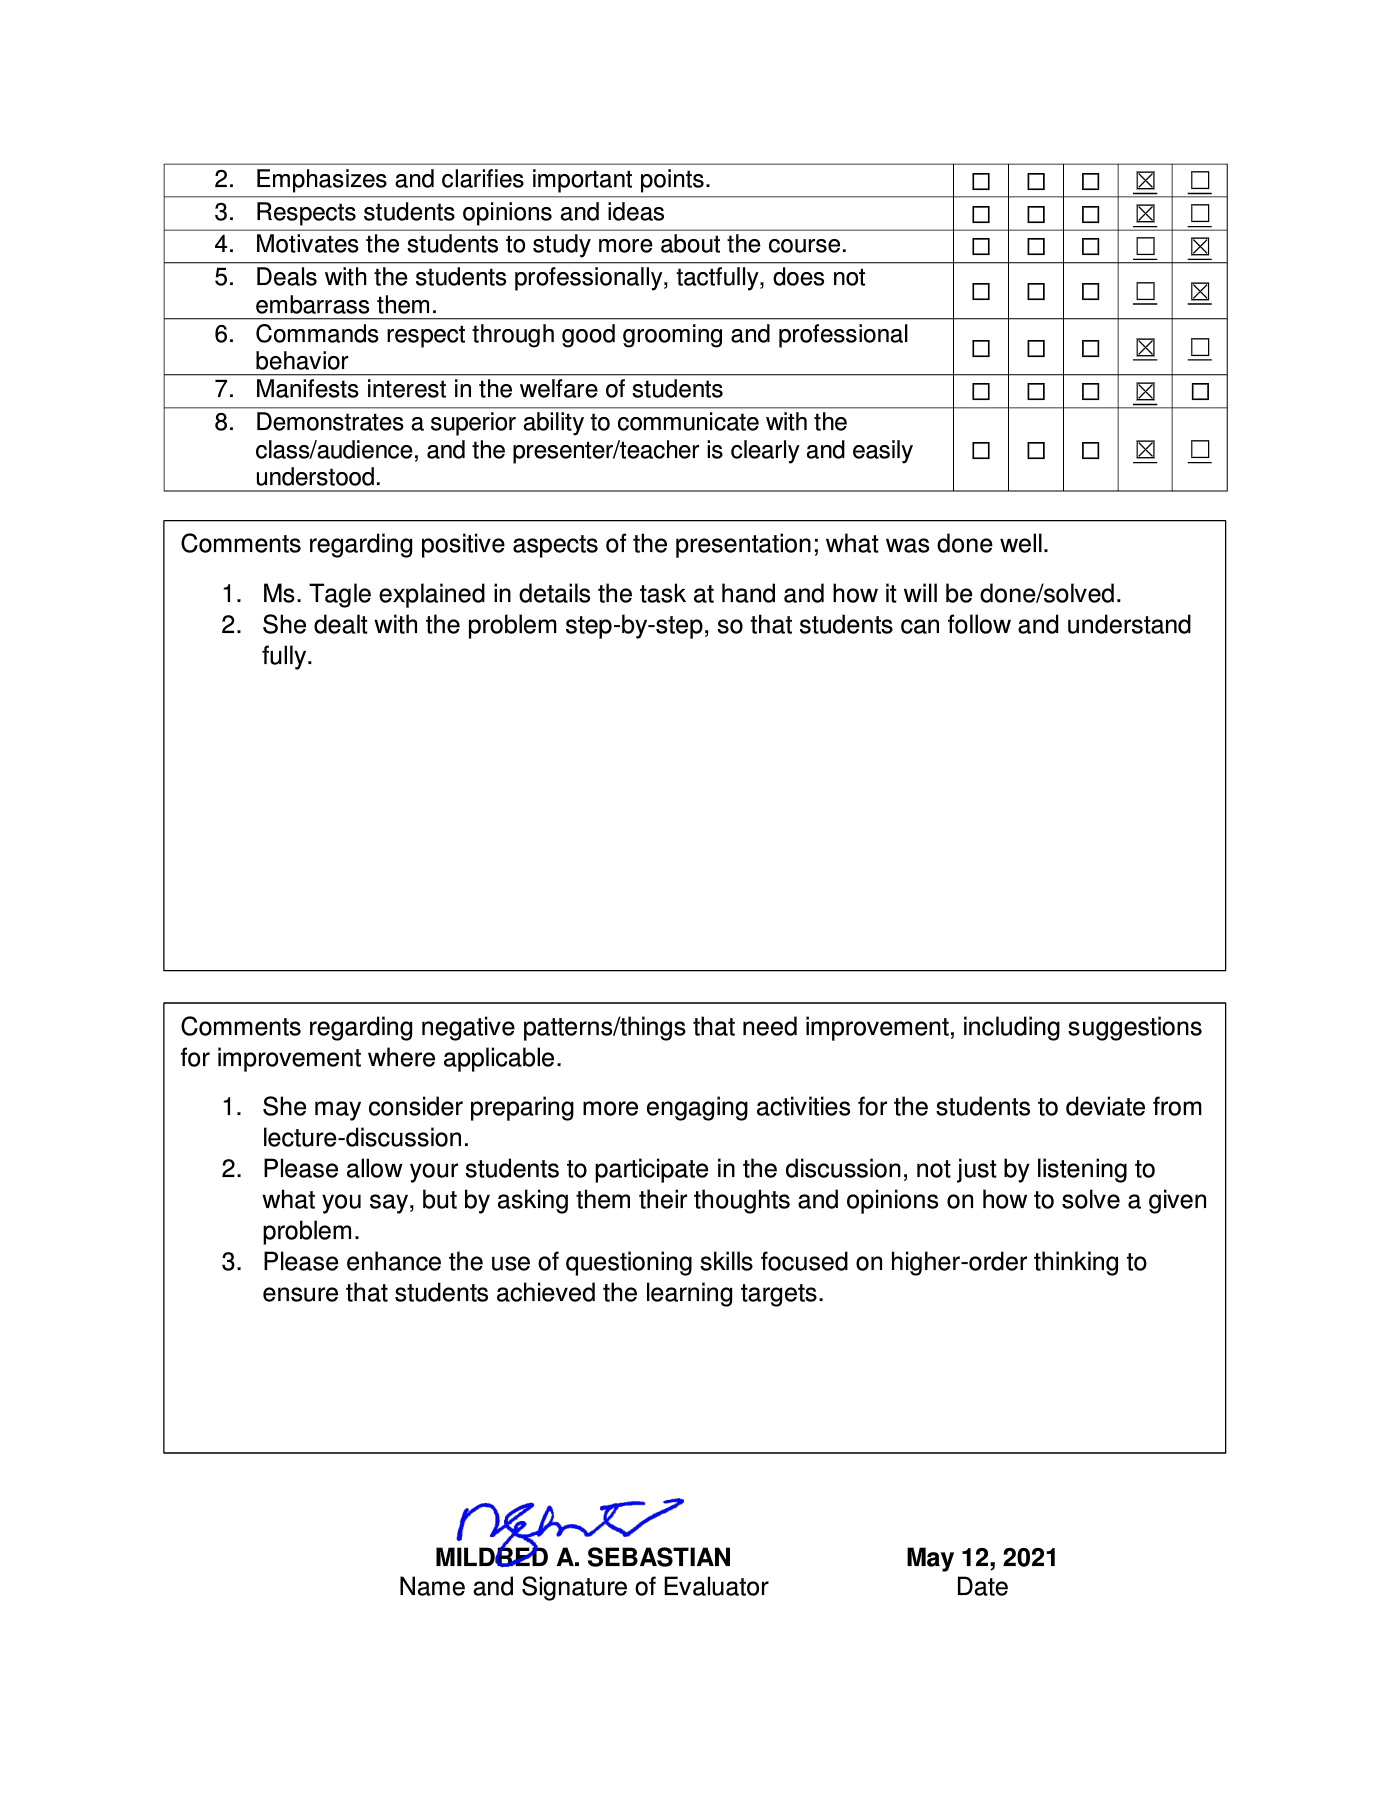 2. Emphasizes and clarifies important points. ☐ ☐ ☐ ☒ ☐
3. Respects students opinions and ideas ☐ ☐ ☐ ☒ ☐
4. Motivates the students to study more about the course. ☐ ☐ ☐ ☐ ☒
5. Deals with the students professionally, tactfully, does not
embarrass them. ☐ ☐ ☐ ☐ ☒
6. Commands respect through good grooming and professional
behavior ☐ ☐ ☐ ☒ ☐
7. Manifests interest in the welfare of students ☐ ☐ ☐ ☒ ☐
8. Demonstrates a superior ability to communicate with the
class/audience, and the presenter/teacher is clearly and easily
understood. ☐ ☐ ☐ ☒ ☐
Comments regarding positive aspects of the presentation; what was done well.
1. Ms. Tagle explained in details the task at hand and how it will be done/solved.
2. She dealt with the problem step-by-step, so that students can follow and understand
fully.
Comments regarding negative patterns/things that need improvement, including suggestions
for improvement where applicable.
1. She may consider preparing more engaging activities for the students to deviate from
lecture-discussion.
2. Please allow your students to participate in the discussion, not just by listening to
what you say, but by asking them their thoughts and opinions on how to solve a given
problem.
3. Please enhance the use of questioning skills focused on higher-order thinking to
ensure that students achieved the learning targets.
MILDRED A. SEBASTIAN May 12, 2021
Name and Signature of Evaluator Date